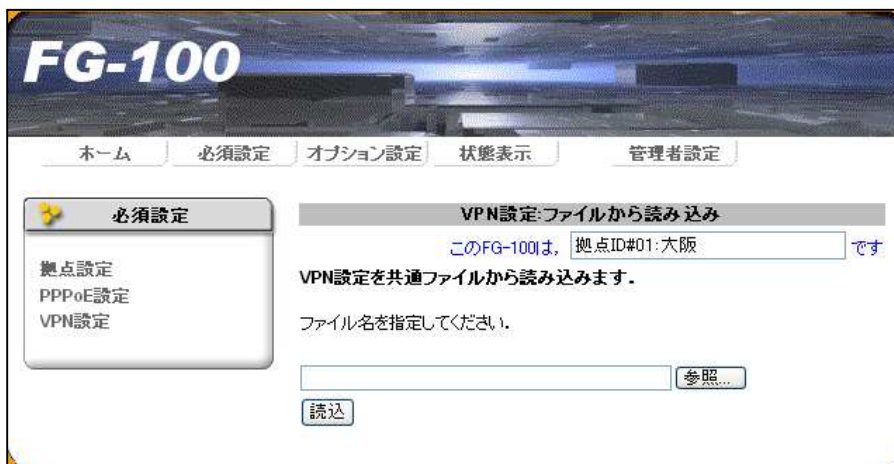 FG-100
ホーム 必須設定 オプション設定 状態表示 管理者設定
必須設定
拠点設定
PPPoE設定
VPN設定
VPN設定:ファイルから読み込み
このFG-100は, 拠点ID#01:大阪 です
VPN設定を共通ファイルから読み込みます.
ファイル名を指定してください.
参照...
読込